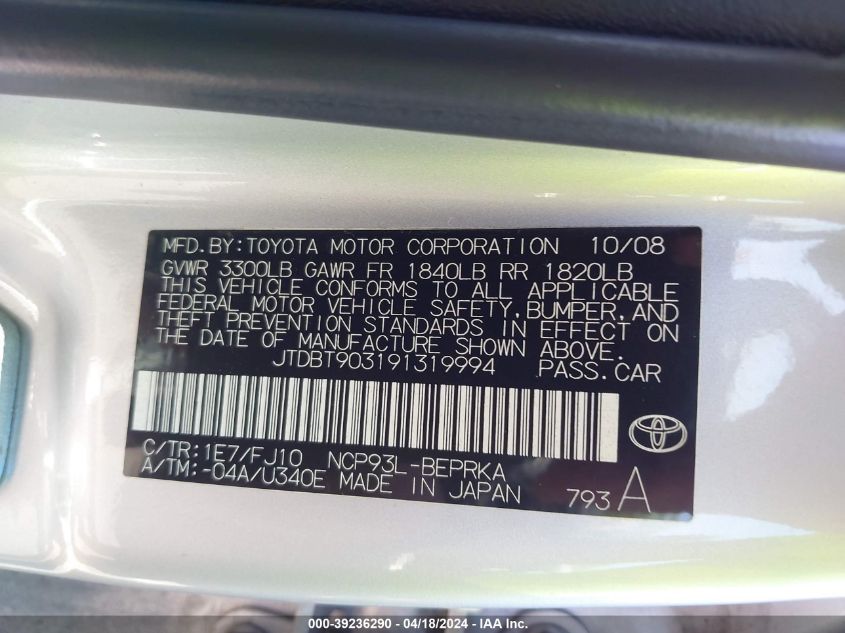 MFD. BY: TOYOTA MOTOR CORPORATION 10/08
GVWR 3300LB GAWR FR 1840LB RR 1820LB
THIS VEHICLE CONFORMS TO ALL APPLICABLE
FEDERAL MOTOR VEHICLE SAFETY, BUMPER, AND
THEFT PREVENTION STANDARDS IN EFFECT ON
THE DATE OF MANUFACTURE SHOWN ABOVE.
JTDBT903191319994 PASS. CAR
C/TR: 1E7/FJ10 NCP93L-BEPRKA
A/TM: -04A/U340E MADE IN JAPAN 793 A
000-39236290 - 04/18/2024 - IAA Inc.